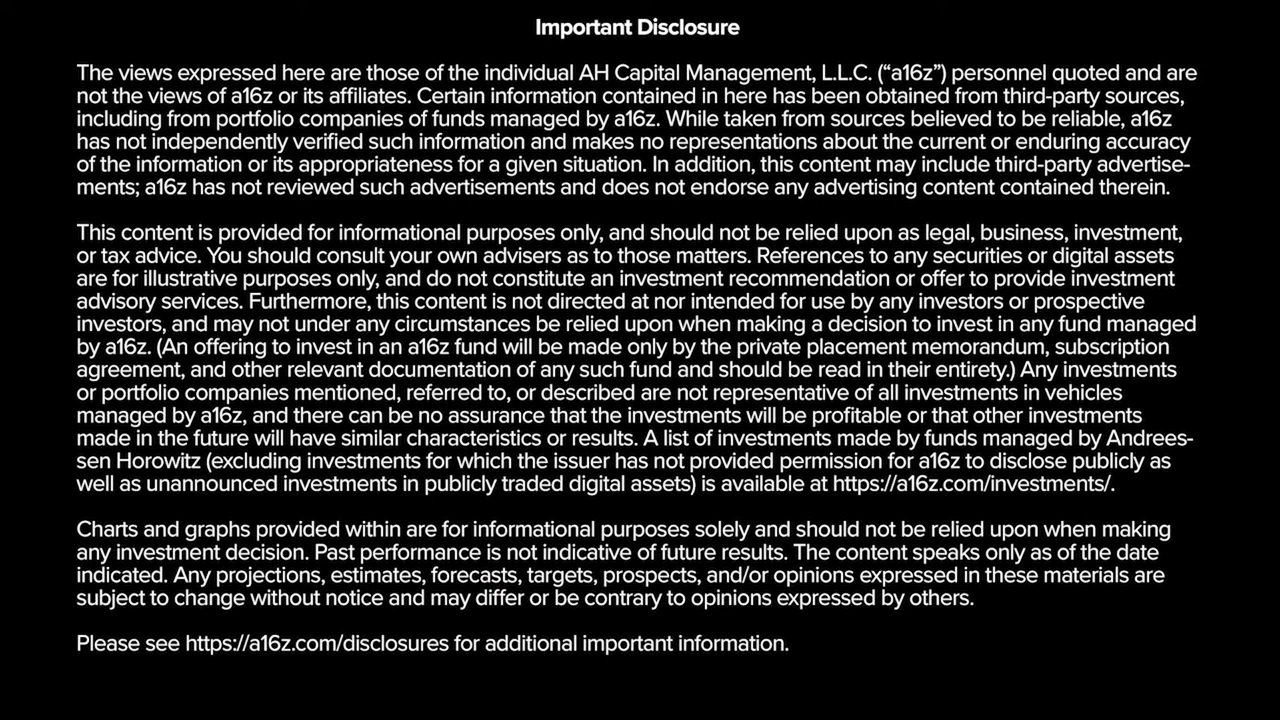 Important Disclosure
The views expressed here are those of the individual AH Capital Management, L.L.C. (“a16z”) personnel quoted and are
not the views of a16z or its affiliates. Certain information contained in here has been obtained from third-party sources,
including from portfolio companies of funds managed by a16z. While taken from sources believed to be reliable, a16z
has not independently verified such information and makes no representations about the current or enduring accuracy
of the information or its appropriateness for a given situation. In addition, this content may include third-party advertise-
ments; a16z has not reviewed such advertisements and does not endorse any advertising content contained therein.
This content is provided for informational purposes only, and should not be relied upon as legal, business, investment,
or tax advice. You should consult your own advisers as to those matters. References to any securities or digital assets
are for illustrative purposes only, and do not constitute an investment recommendation or offer to provide investment
advisory services. Furthermore, this content is not directed at nor intended for use by any investors or prospective
investors, and may not under any circumstances be relied upon when making a decision to invest in any fund managed
by a16z. (An offering to invest in an a16z fund will be made only by the private placement memorandum, subscription
agreement, and other relevant documentation of any such fund and should be read in their entirety.) Any investments
or portfolio companies mentioned, referred to, or described are not representative of all investments in vehicles
managed by a16z, and there can be no assurance that the investments will be profitable or that other investments
made in the future will have similar characteristics or results. A list of investments made by funds managed by Andrees-
sen Horowitz (excluding investments for which the issuer has not provided permission for a16z to disclose publicly as
well as unannounced investments in publicly traded digital assets) is available at https://a16z.com/investments/.
Charts and graphs provided within are for informational purposes solely and should not be relied upon when making
any investment decision. Past performance is not indicative of future results. The content speaks only as of the date
indicated. Any projections, estimates, forecasts, targets, prospects, and/or opinions expressed in these materials are
subject to change without notice and may differ or be contrary to opinions expressed by others.
Please see https://a16z.com/disclosures for additional important information.